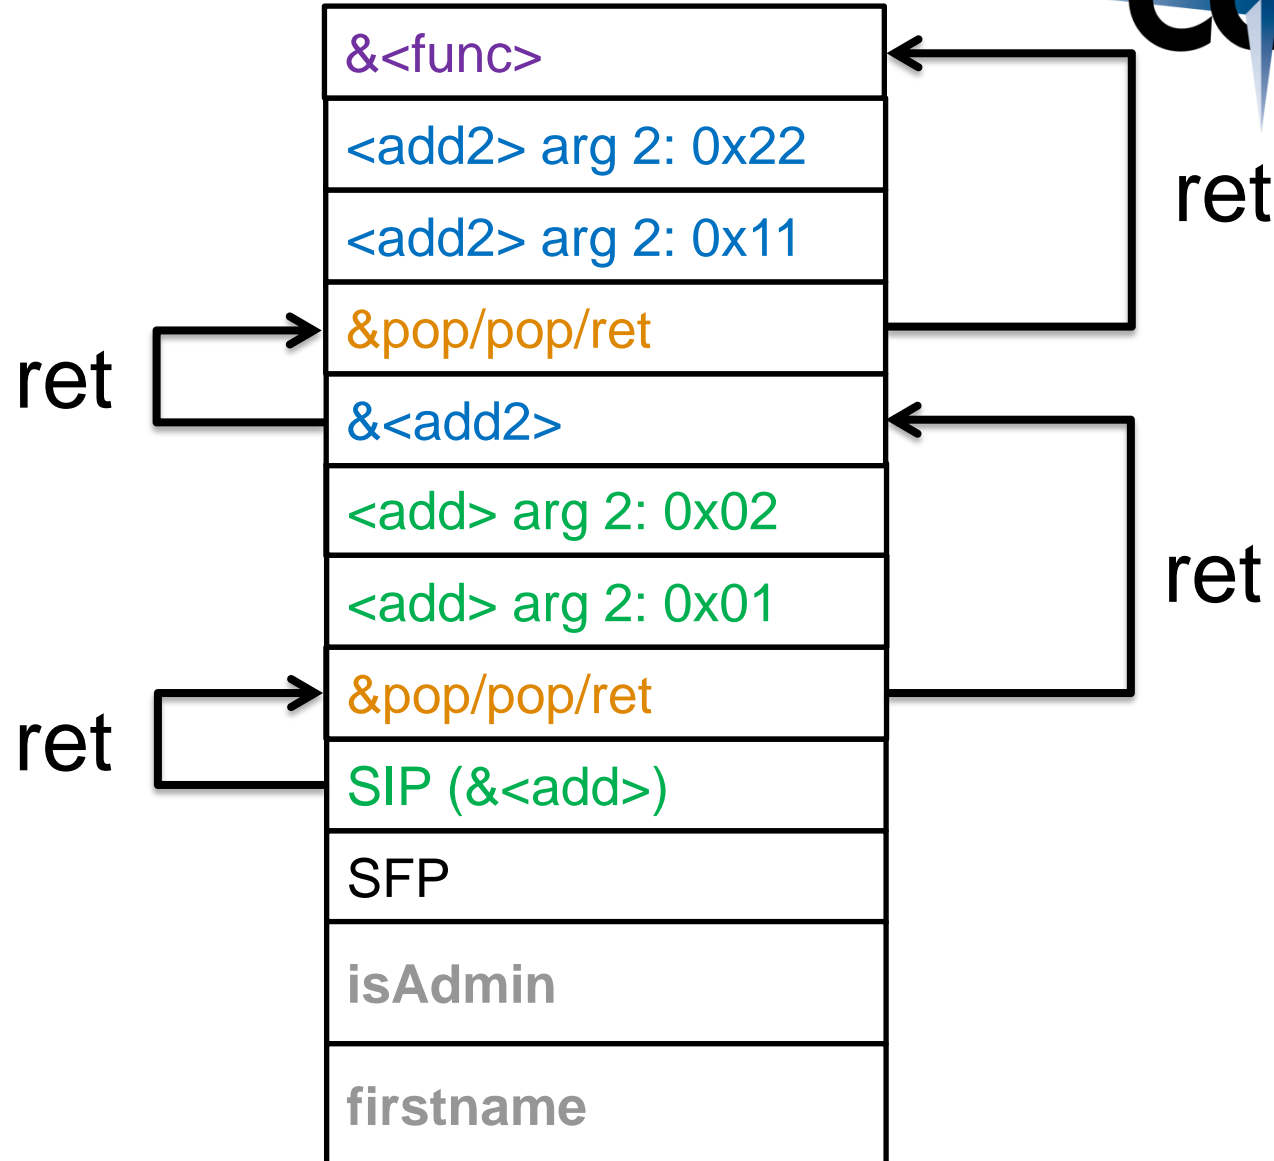 &<func>
<add2> arg 2: 0x22
ret
<add2> arg 2: 0x11
&pop/pop/ret
ret
&<add2>
<add> arg 2: 0x02
ret
<add> arg 2: 0x01
&pop/pop/ret
ret
SIP (&<add>)
SFP
isAdmin
firstname